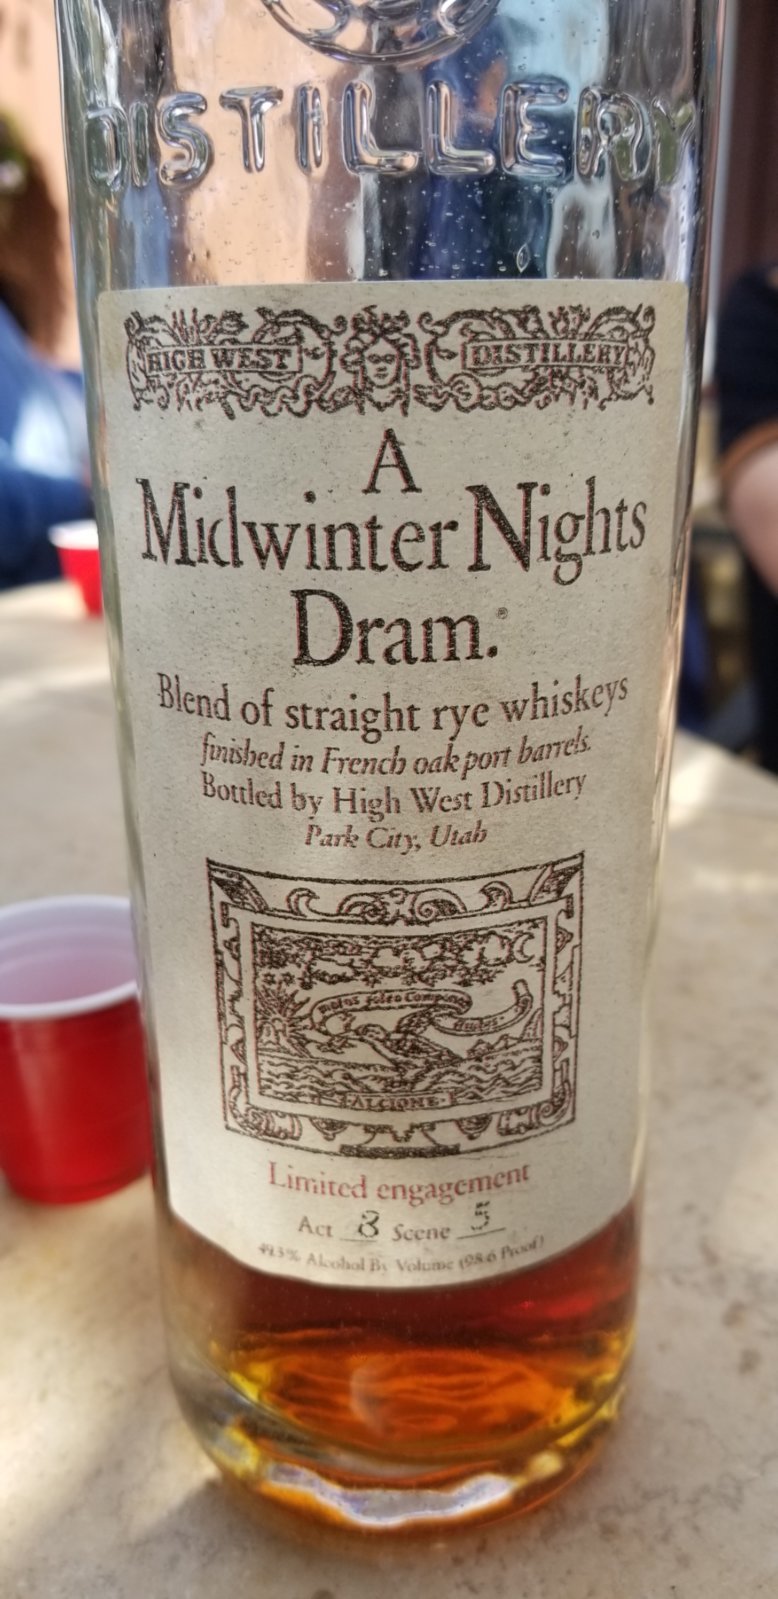 DISTILLERY
HIGH WEST DISTILLERY
A
Midwinter Nights
Dram.®
Blend of straight rye whiskeys
finished in French oak port barrels.
Bottled by High West Distillery
Park City, Utah
ALCIONE
Limited engagement
Act 8 Scene 5
49.3% Alcohol By Volume (98.6 Proof)